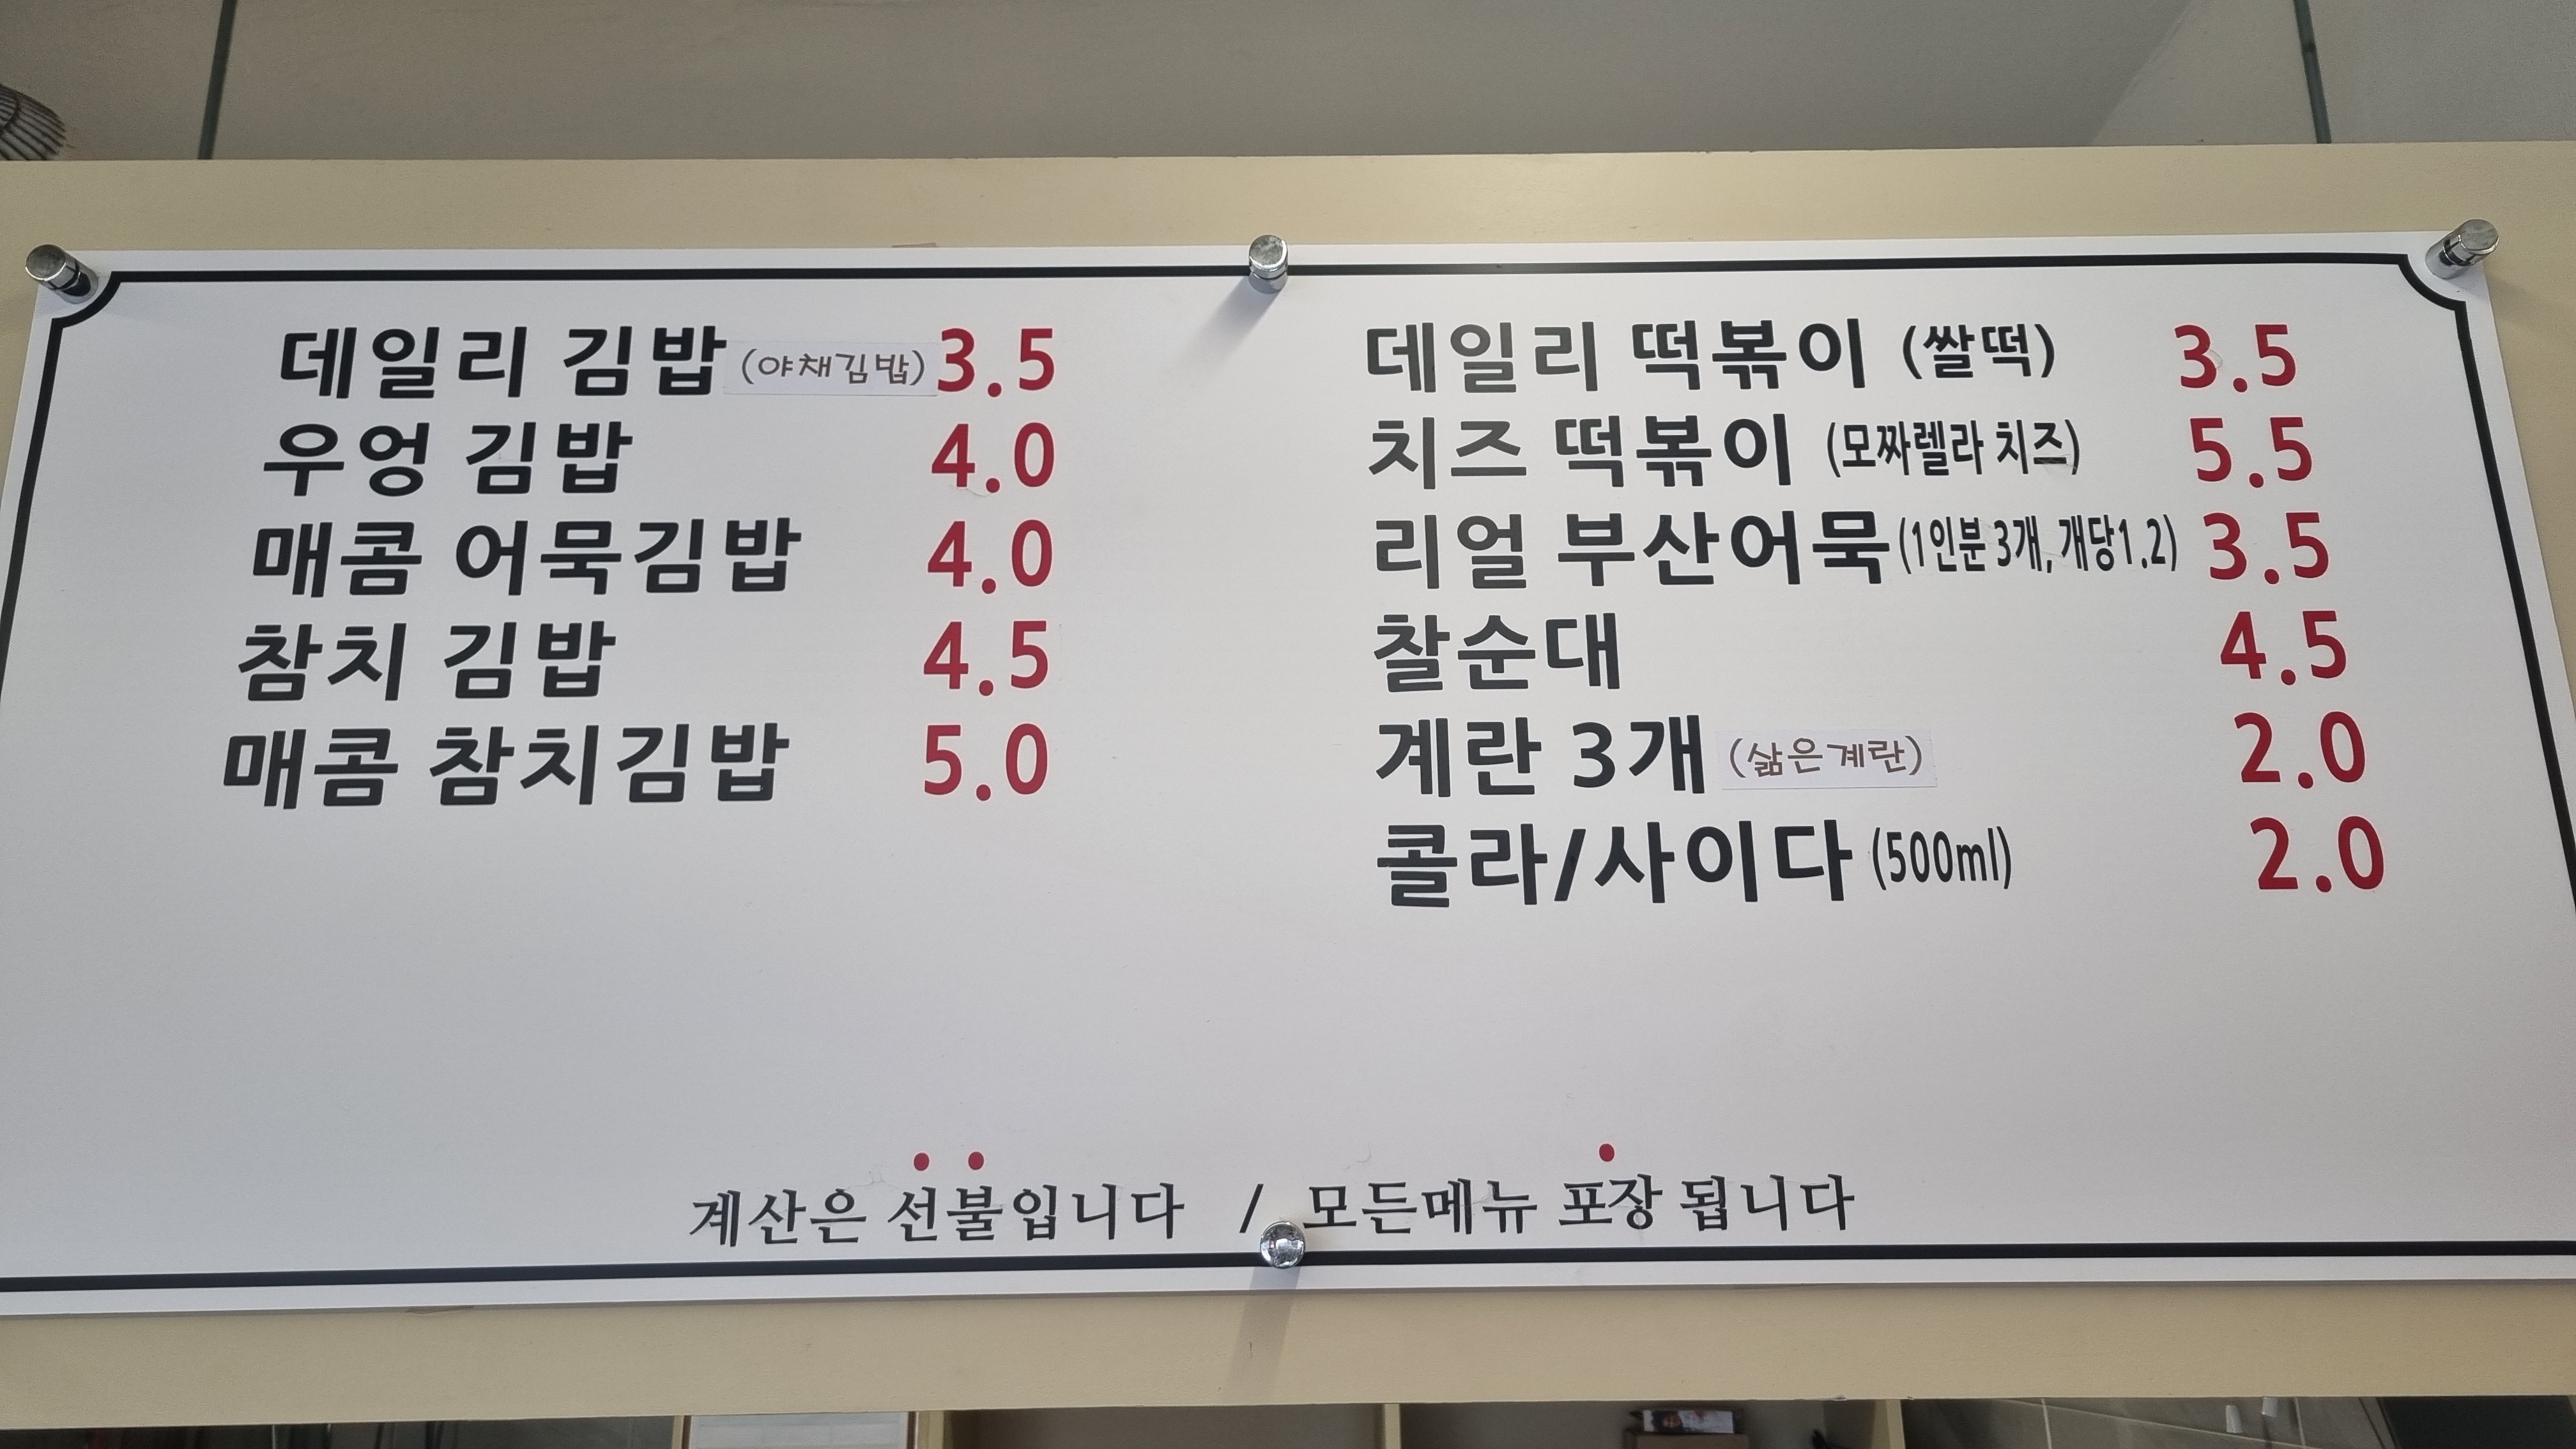 데일리 김밥 (야채김밥) 3.5
우엉 김밥 4.0
매콤 어묵김밥 4.0
참치 김밥 4.5
매콤 참치김밥 5.0
데일리 떡볶이 (쌀떡) 3.5
치즈 떡볶이 (모짜렐라 치즈) 5.5
리얼 부산어묵 (1인분 3개, 개당1.2) 3.5
찰순대 4.5
계란 3개 (삶은계란) 2.0
콜라/사이다 (500ml) 2.0
계산은 선불입니다 / 모든메뉴 포장 됩니다